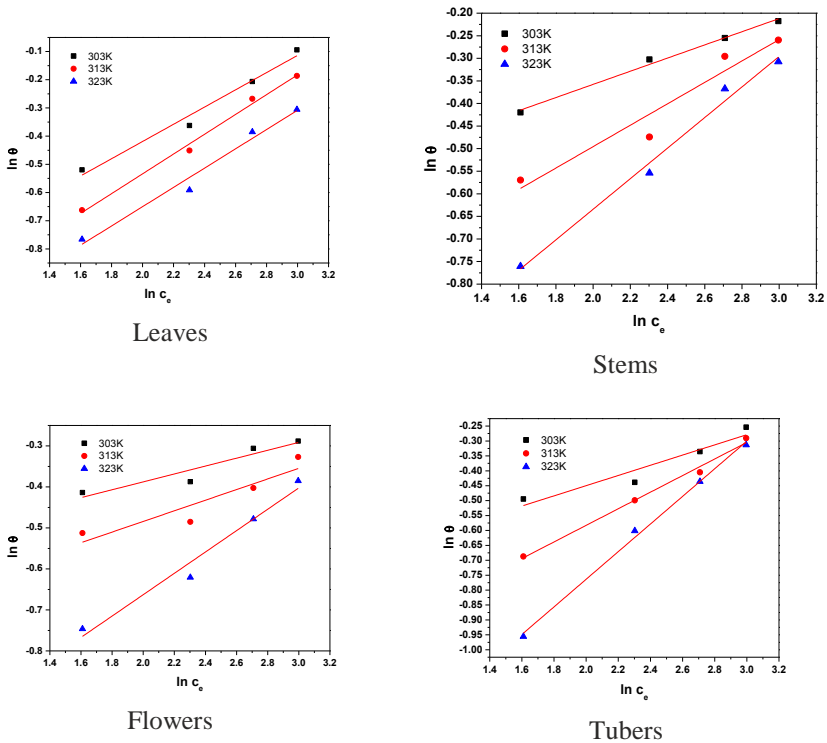 -0.1
-0.2
-0.3
-0.4
-0.5
-0.6
-0.7
-0.8
ln θ
303K
313K
323K
1.4 1.6 1.8 2.0 2.2 2.4 2.6 2.8 3.0 3.2
ln c_e
Leaves
-0.20
-0.25
-0.30
-0.35
-0.40
-0.45
-0.50
-0.55
-0.60
-0.65
-0.70
-0.75
-0.80
ln θ
303K
313K
323K
1.4 1.6 1.8 2.0 2.2 2.4 2.6 2.8 3.0 3.2
ln c_e
Stems
-0.3
-0.4
-0.5
-0.7
-0.8
ln θ
303K
313K
323K
1.4 1.6 1.8 2.0 2.2 2.4 2.6 2.8 3.0 3.2
ln c_e
Flowers
-0.25
-0.30
-0.35
-0.40
-0.45
-0.50
-0.55
-0.60
-0.65
-0.70
-0.75
-0.80
-0.85
-0.90
-0.95
-1.00
ln θ
303K
313K
323K
1.4 1.6 1.8 2.0 2.2 2.4 2.6 2.8 3.0 3.2
ln c_e
Tubers